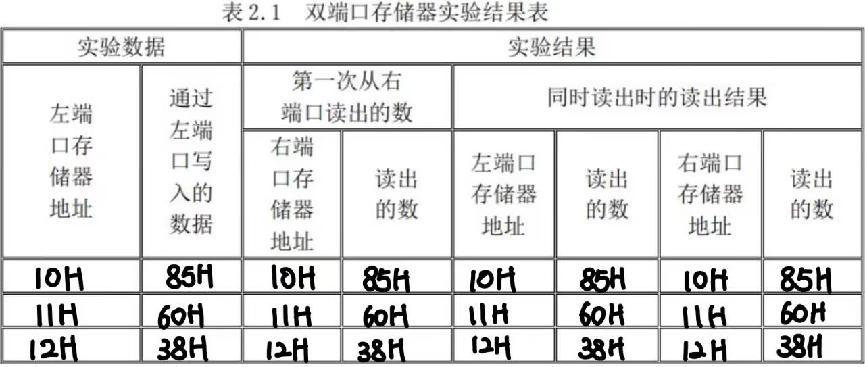 表 2.1 双端口存储器实验结果表
实验数据 实验结果
左端口存储器地址 通过左端口写入的数据 第一次从右端口读出的数 同时读出时的读出结果
右端口存储器地址 读出的数 左端口存储器地址 读出的数 右端口存储器地址 读出的数
10H 85H 10H 85H 10H 85H 10H 85H
11H 60H 11H 60H 11H 60H 11H 60H
12H 38H 12H 38H 12H 38H 12H 38H